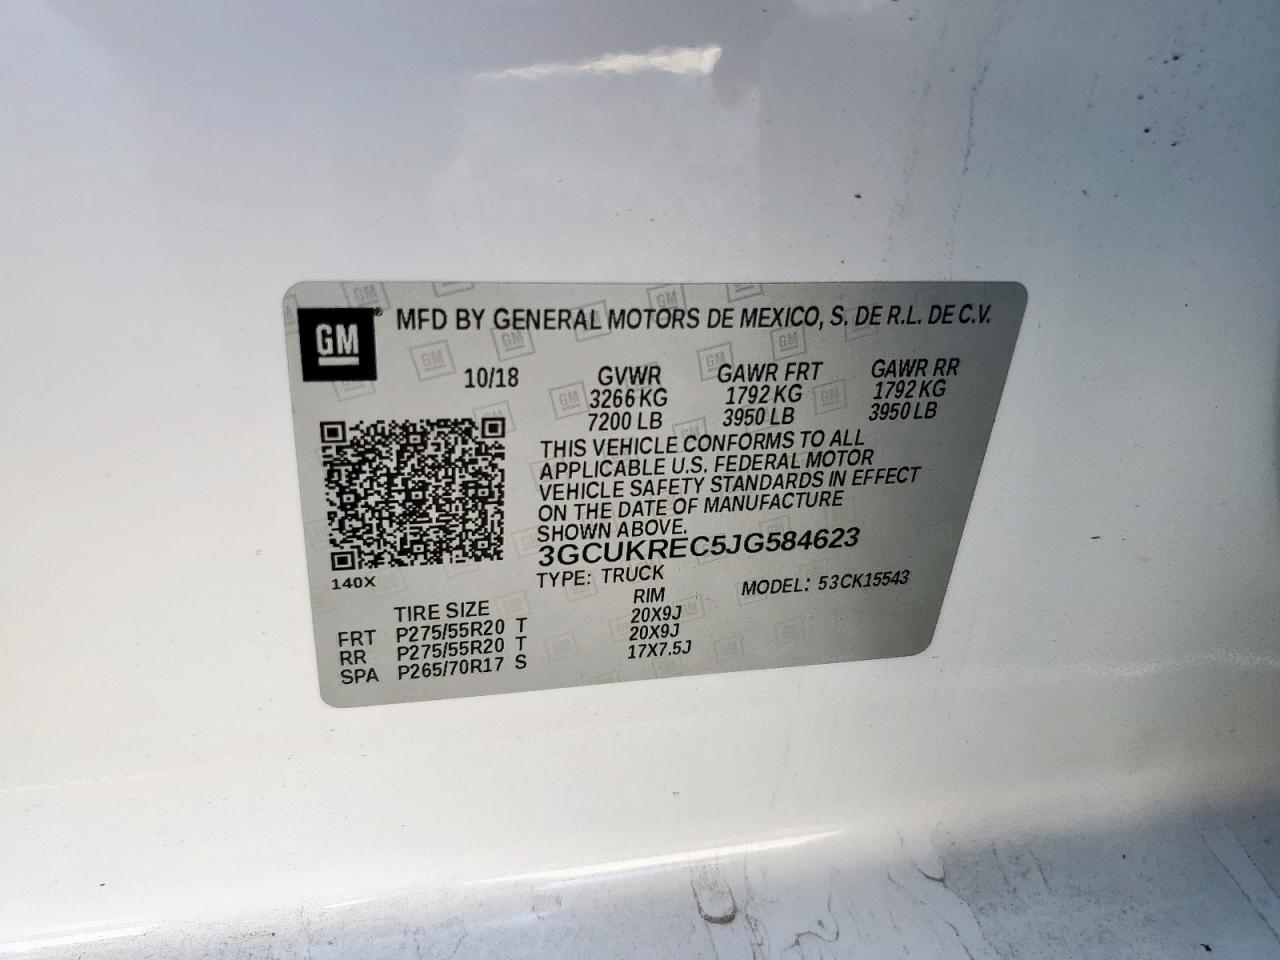 GM
MFD BY GENERAL MOTORS DE MEXICO, S. DE R.L. DE C.V.
10/18 GVWR GAWR FRT GAWR RR
3266 KG 1792 KG 1792 KG
7200 LB 3950 LB 3950 LB
THIS VEHICLE CONFORMS TO ALL
APPLICABLE U.S. FEDERAL MOTOR
VEHICLE SAFETY STANDARDS IN EFFECT
ON THE DATE OF MANUFACTURE
SHOWN ABOVE.
3GCUKREC5JG584623
140X
TYPE: TRUCK MODEL: 53CK15543
TIRE SIZE RIM
FRT P275/55R20 T 20X9J
RR P275/55R20 T 20X9J
SPA P265/70R17 S 17X7.5J